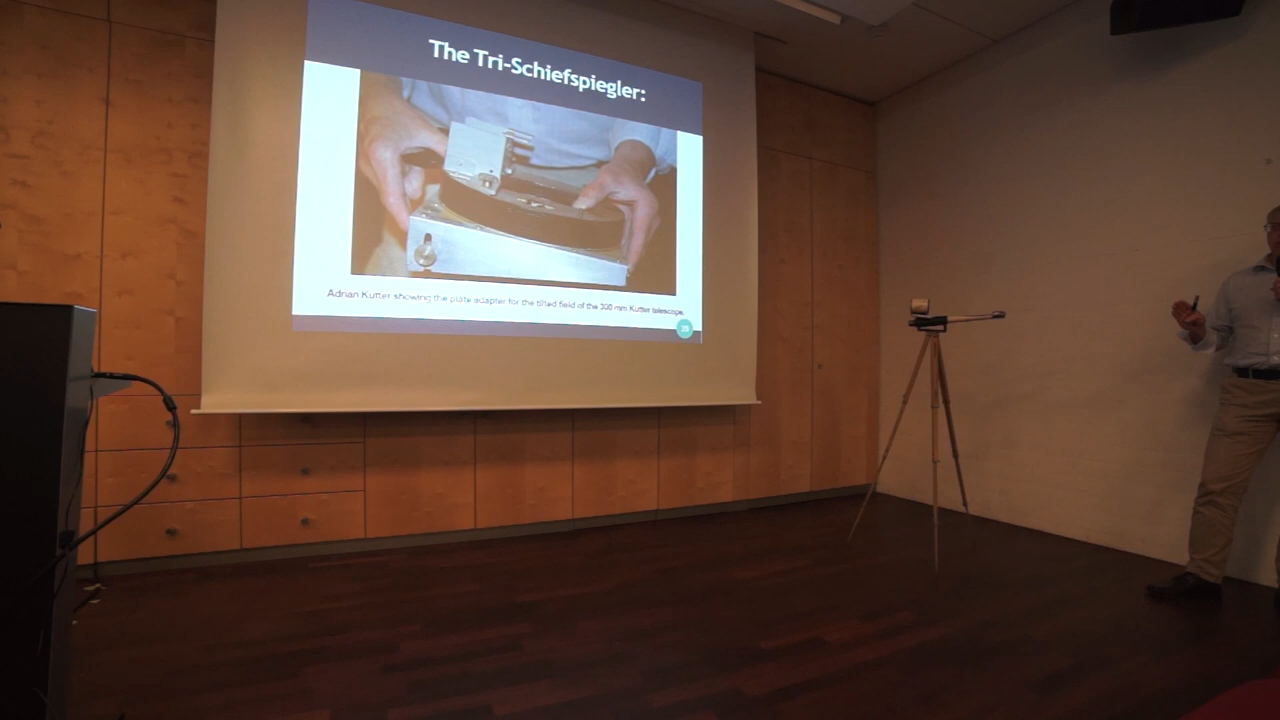 The Tri-Schiefspiegler:
Adrian Kutter showing the plate adapter for the tilted field of the 300 mm Kutter telescope.